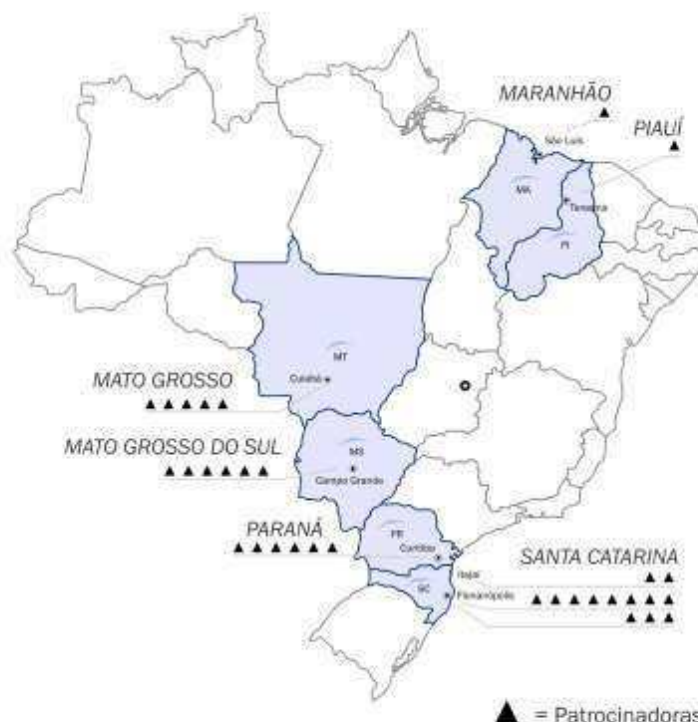 MARANHÃO
São Luís
PIAUÍ
MA
Teresina
PI
MT
MATO GROSSO
Cuiabá
MATO GROSSO DO SUL
MS
Campo Grande
PARANÁ
PR
Curitiba
SANTA CATARINA
Itajaí
SC
Florianópolis
= Patrocinadoras